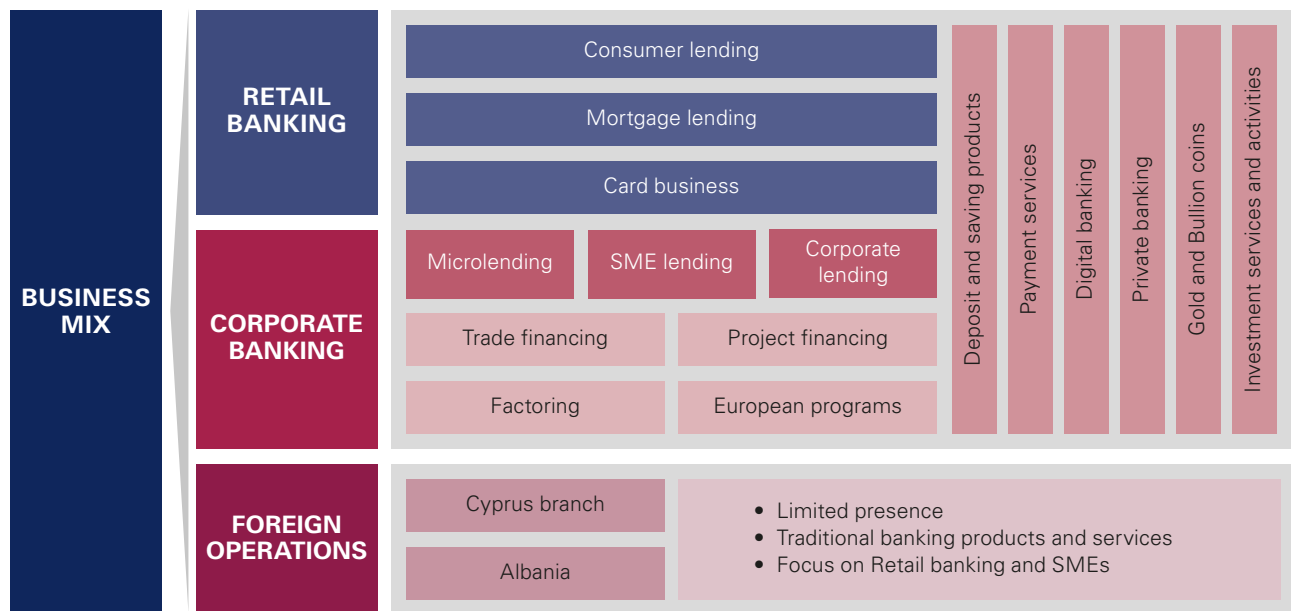 BUSINESS
MIX
RETAIL
BANKING
Consumer lending
Mortgage lending
Card business
CORPORATE
BANKING
Microlending
SME lending
Corporate
lending
Trade financing
Project financing
Factoring
European programs
Deposit and saving products
Payment services
Digital banking
Private banking
Gold and Bullion coins
Investment services and activities
FOREIGN
OPERATIONS
Cyprus branch
Albania
• Limited presence
• Traditional banking products and services
• Focus on Retail banking and SMEs